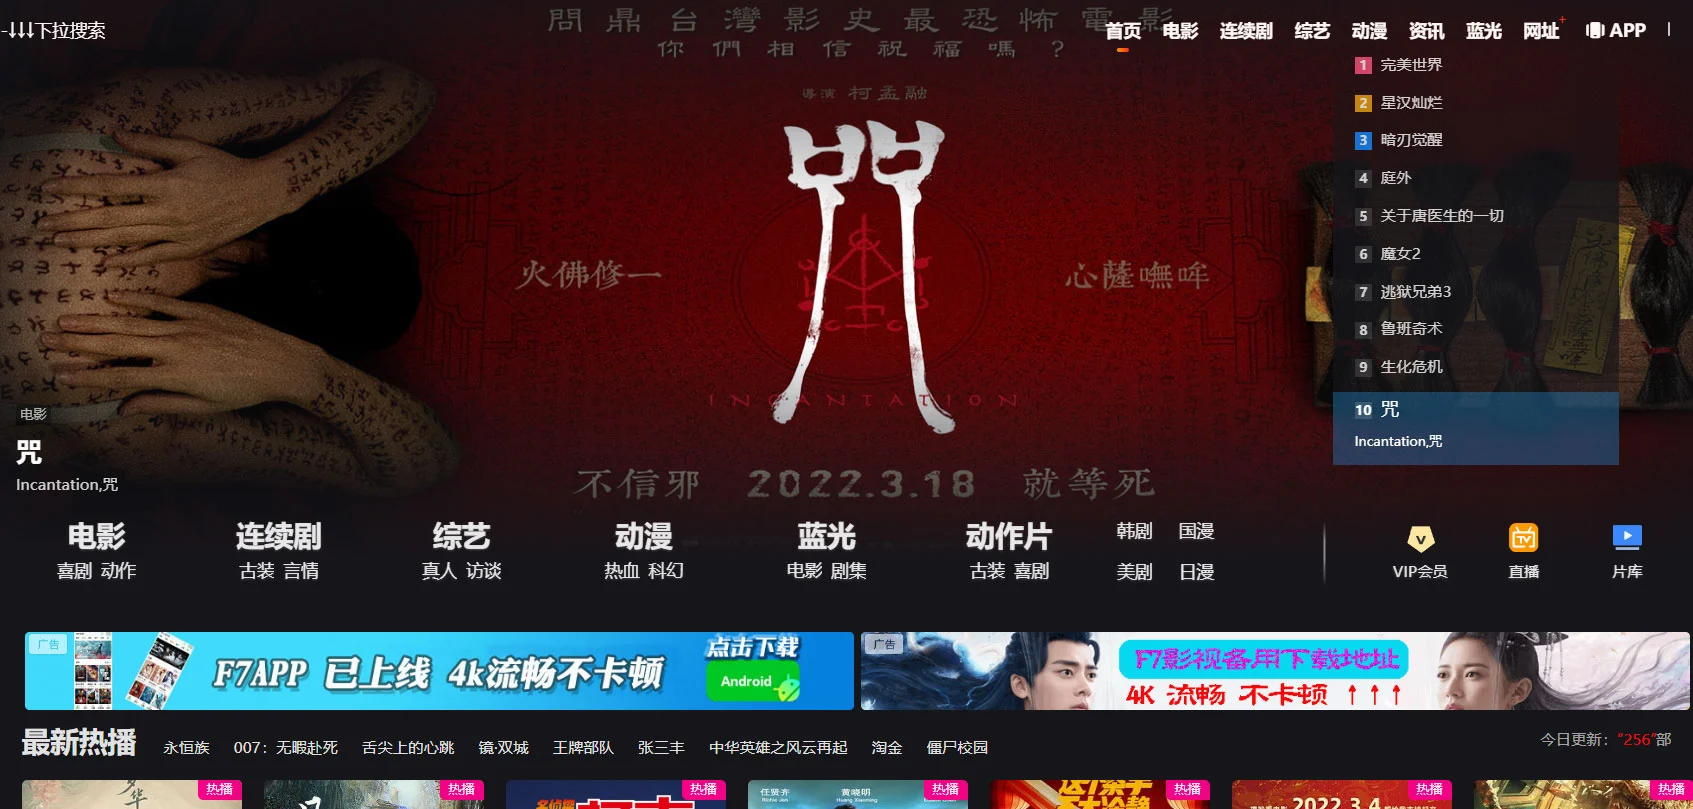 -⇃⇃⇃下拉搜索
首页 电影 连续剧 综艺 动漫 资讯 蓝光 网址+ APP
問鼎台灣影史最恐怖電影
你們相信祝福嗎？
導演 柯孟融
咒
火佛修一
心薩嘸哞
INCANTATION
不信邪 2022.3.18 就等死
1 完美世界
2 星汉灿烂
3 暗刃觉醒
4 庭外
5 关于唐医生的一切
6 魔女2
7 逃狱兄弟3
8 鲁班奇术
9 生化危机
10 咒
Incantation,咒
电影
咒
Incantation,咒
电影 连续剧 综艺 动漫 蓝光 动作片 韩剧 国漫
喜剧 动作 古装 言情 真人 访谈 热血 科幻 电影 剧集 古装 喜剧 美剧 日漫
VIP会员 直播 片库
广告
F7APP 已上线 4k流畅不卡顿
点击下载
Android
广告
F7影视备用下载地址
4K 流畅 不卡顿 ↑ ↑ ↑
最新热播 永恒族 007：无暇赴死 舌尖上的心跳 镜·双城 王牌部队 张三丰 中华英雄之风云再起 淘金 僵尸校园
今日更新：“256”部
热播 热播 热播 热播 热播 热播 热播
任贤齐 黄晓明
Richie Jen Huang Xiaoming
2022.3.4